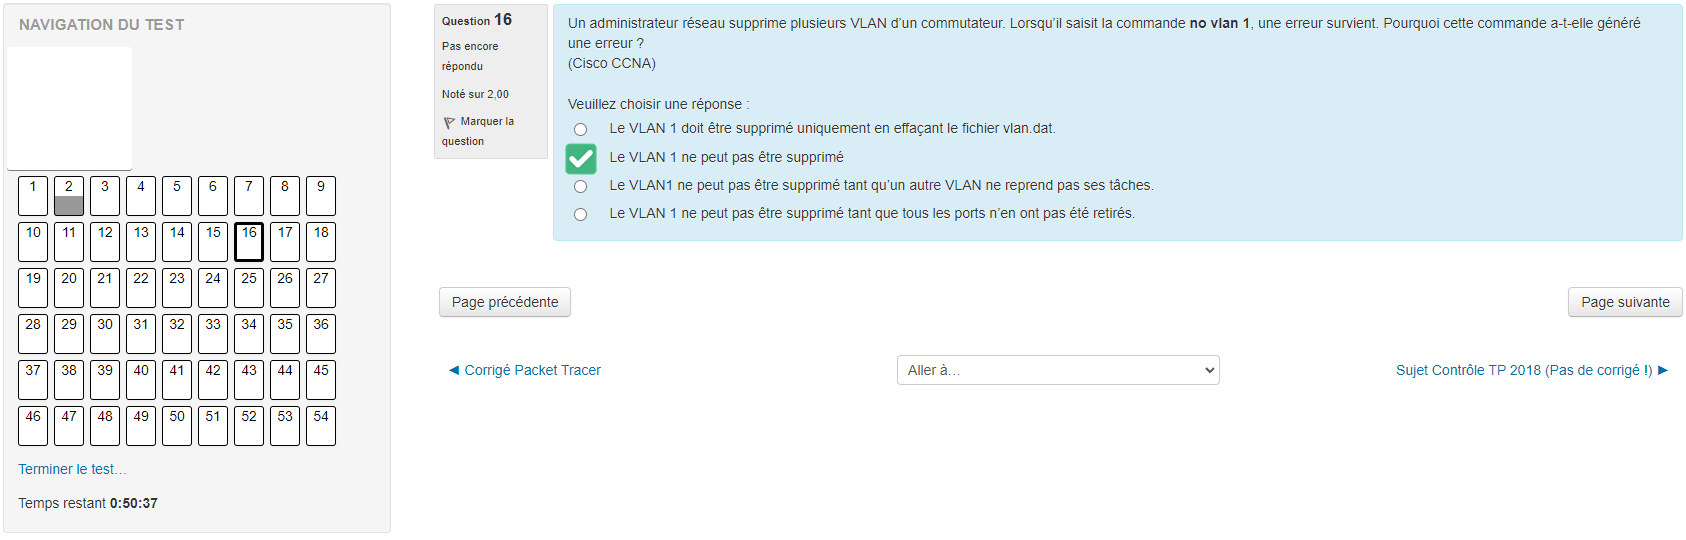 NAVIGATION DU TEST
1 2 3 4 5 6 7 8 9
10 11 12 13 14 15 16 17 18
19 20 21 22 23 24 25 26 27
28 29 30 31 32 33 34 35 36
37 38 39 40 41 42 43 44 45
46 47 48 49 50 51 52 53 54
Terminer le test…
Temps restant 0:50:37
Question 16
Pas encore
répondu
Noté sur 2,00
Marquer la
question
Un administrateur réseau supprime plusieurs VLAN d’un commutateur. Lorsqu’il saisit la commande no vlan 1, une erreur survient. Pourquoi cette commande a-t-elle généré
une erreur ?
(Cisco CCNA)
Veuillez choisir une réponse :
Le VLAN 1 doit être supprimé uniquement en effaçant le fichier vlan.dat.
Le VLAN 1 ne peut pas être supprimé
Le VLAN1 ne peut pas être supprimé tant qu’un autre VLAN ne reprend pas ses tâches.
Le VLAN 1 ne peut pas être supprimé tant que tous les ports n’en ont pas été retirés.
Page précédente
Page suivante
◄ Corrigé Packet Tracer
Aller à…
Sujet Contrôle TP 2018 (Pas de corrigé !) ►